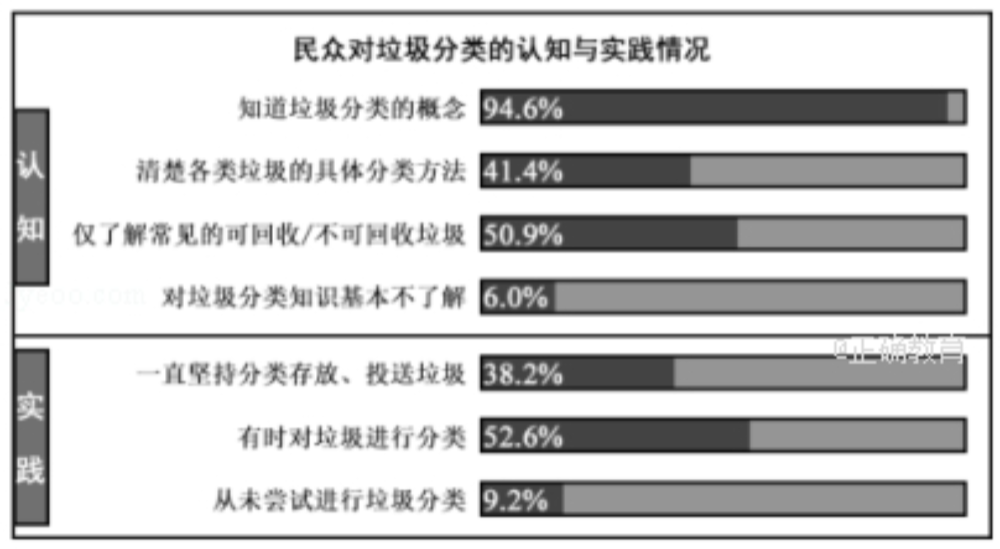 民众对垃圾分类的认知与实践情况
认知
知道垃圾分类的概念 94.6%
清楚各类垃圾的具体分类方法 41.4%
仅了解常见的可回收/不可回收垃圾 50.9%
对垃圾分类知识基本不了解 6.0%
@正确教育
实践
一直坚持分类存放、投送垃圾 38.2%
有时对垃圾进行分类 52.6%
从未尝试进行垃圾分类 9.2%